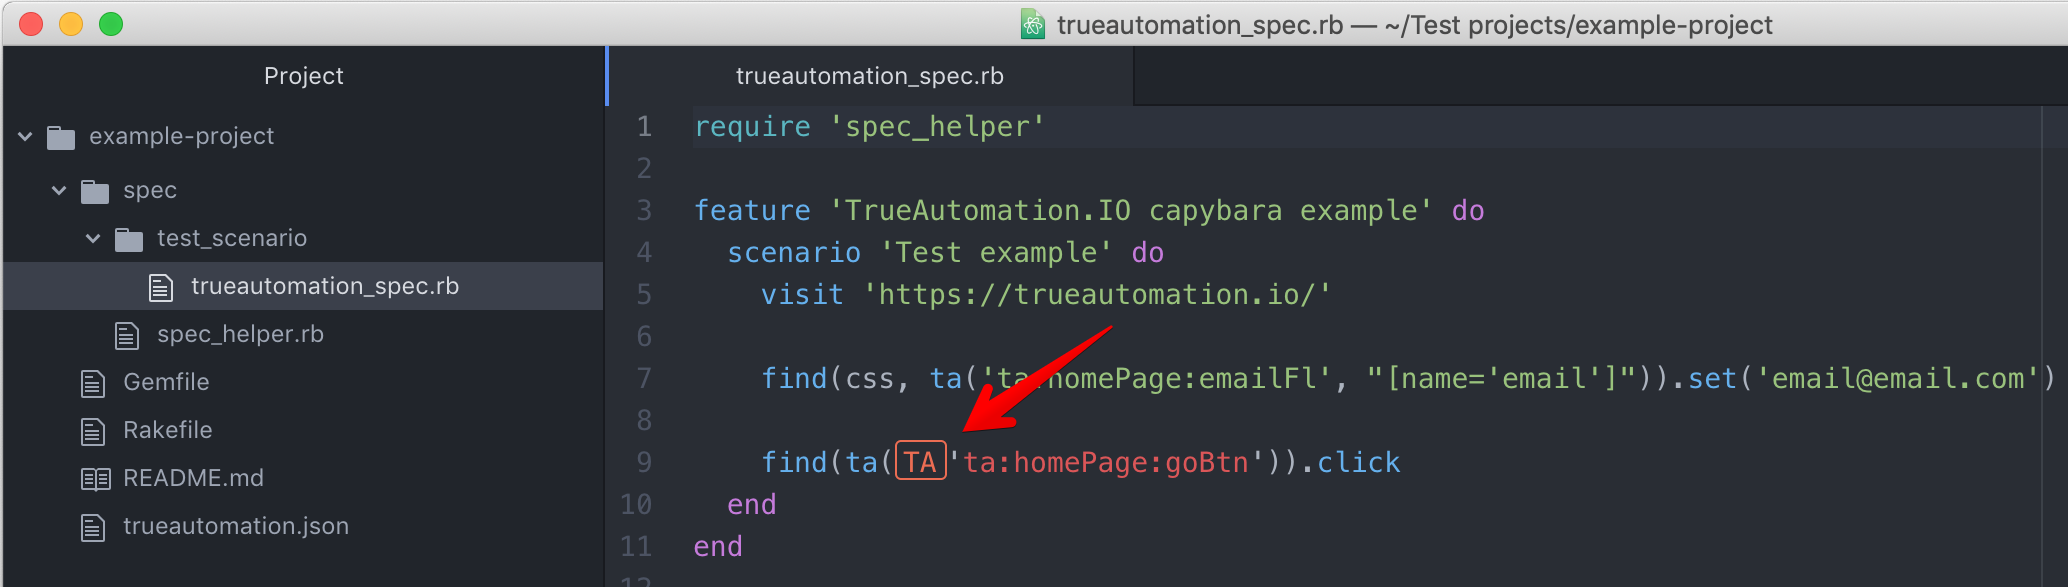 trueautomation_spec.rb — ~/Test projects/example-project
Project
example-project
spec
test_scenario
trueautomation_spec.rb
spec_helper.rb
Gemfile
Rakefile
README.md
trueautomation.json
trueautomation_spec.rb
1 require 'spec_helper'
2
3 feature 'TrueAutomation.IO capybara example' do
4 scenario 'Test example' do
5 visit 'https://trueautomation.io/'
6
7 find(css, ta('ta:homePage:emailFl', "[name='email']")).set('email@email.com')
8
9 find(ta(TA'ta:homePage:goBtn')).click
10 end
11 end
12